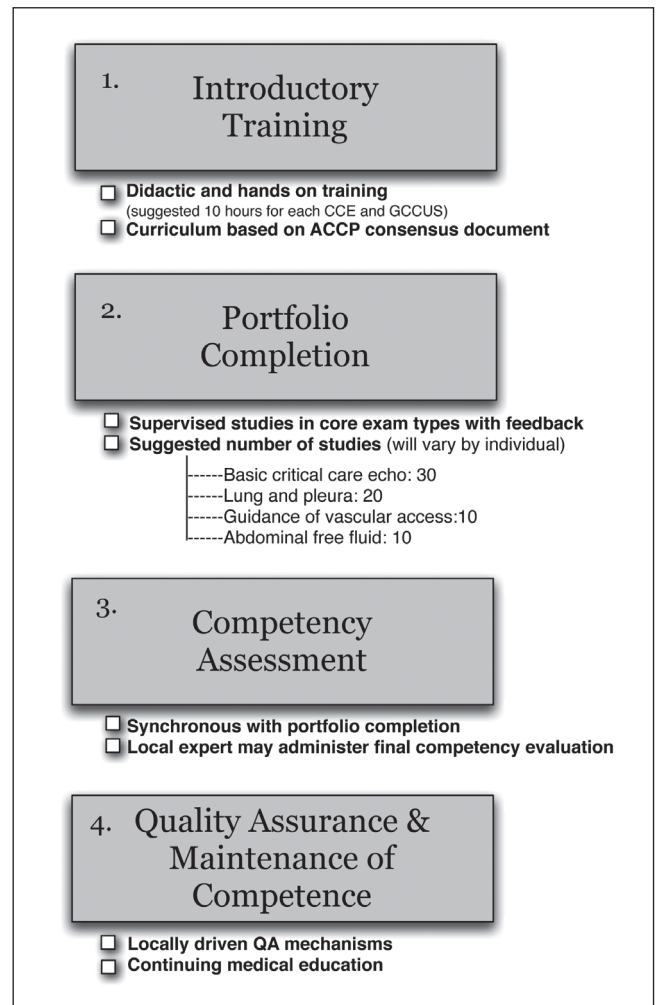 1. Introductory
Training
Didactic and hands on training
(suggested 10 hours for each CCE and GCCUS)
Curriculum based on ACCP consensus document
2. Portfolio
Completion
Supervised studies in core exam types with feedback
Suggested number of studies (will vary by individual)
------Basic critical care echo: 30
------Lung and pleura: 20
------Guidance of vascular access:10
------Abdominal free fluid: 10
3. Competency
Assessment
Synchronous with portfolio completion
Local expert may administer final competency evaluation
4. Quality Assurance &
Maintenance of
Competence
Locally driven QA mechanisms
Continuing medical education